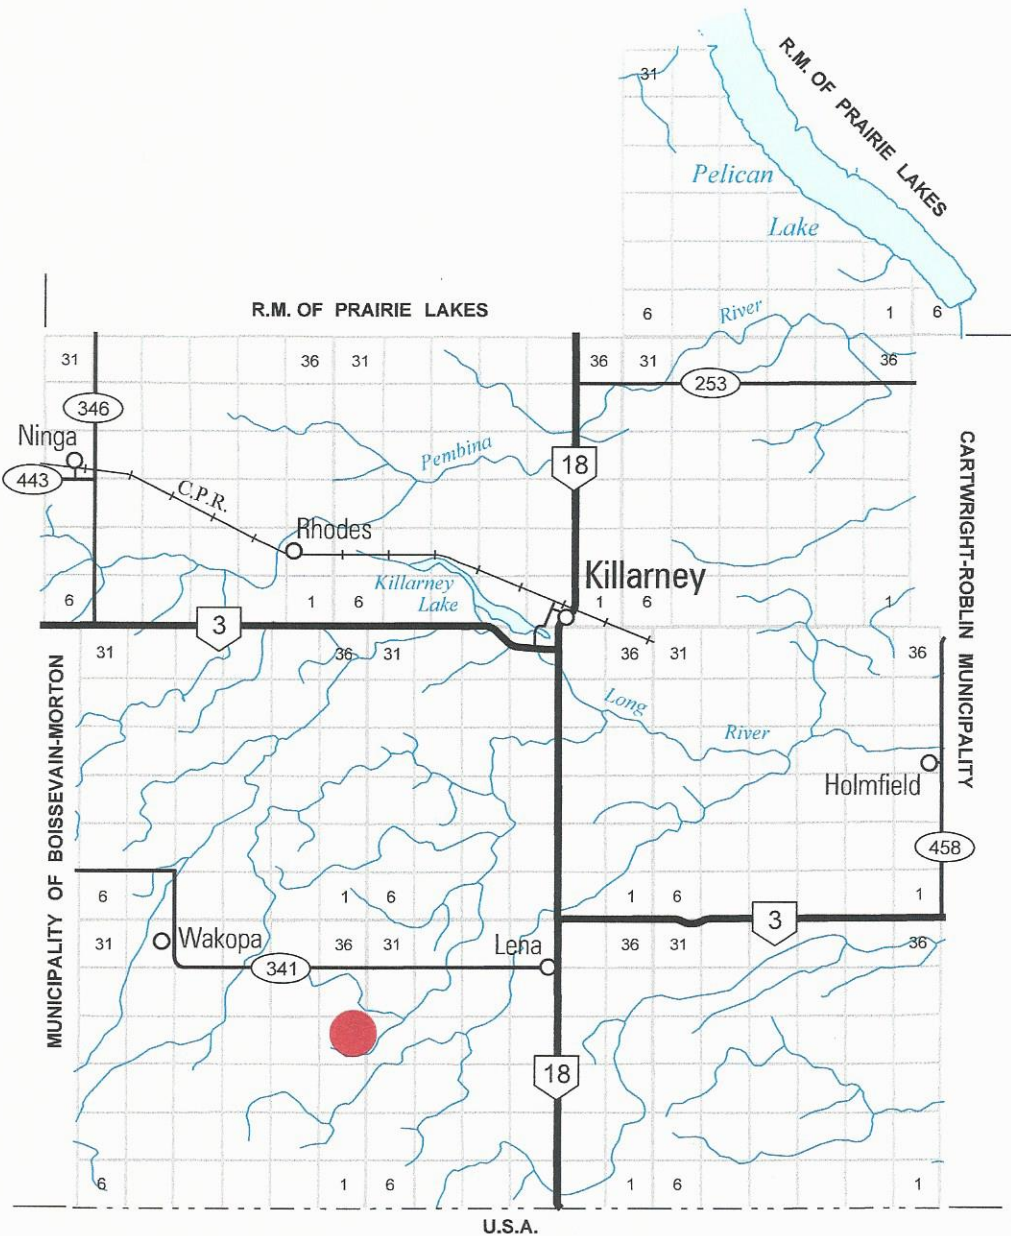 R.M. OF PRAIRIE LAKES
31
Pelican
Lake
R.M. OF PRAIRIE LAKES
6
River
1
6
31
36
31
36
31
36
253
346
Ninga
443
Pembina
18
C.P.R.
Rhodes
Killarney
Killarney
Lake
6
1
6
1
6
1
3
31
36
31
36
31
36
CARTWRIGHT-ROBLIN MUNICIPALITY
MUNICIPALITY OF BOISSEVAIN-MORTON
Long
River
Holmfield
458
6
1
6
1
6
1
3
31
Wakopa
36
31
Lena
36
31
36
341
18
6
1
6
1
6
1
U.S.A.